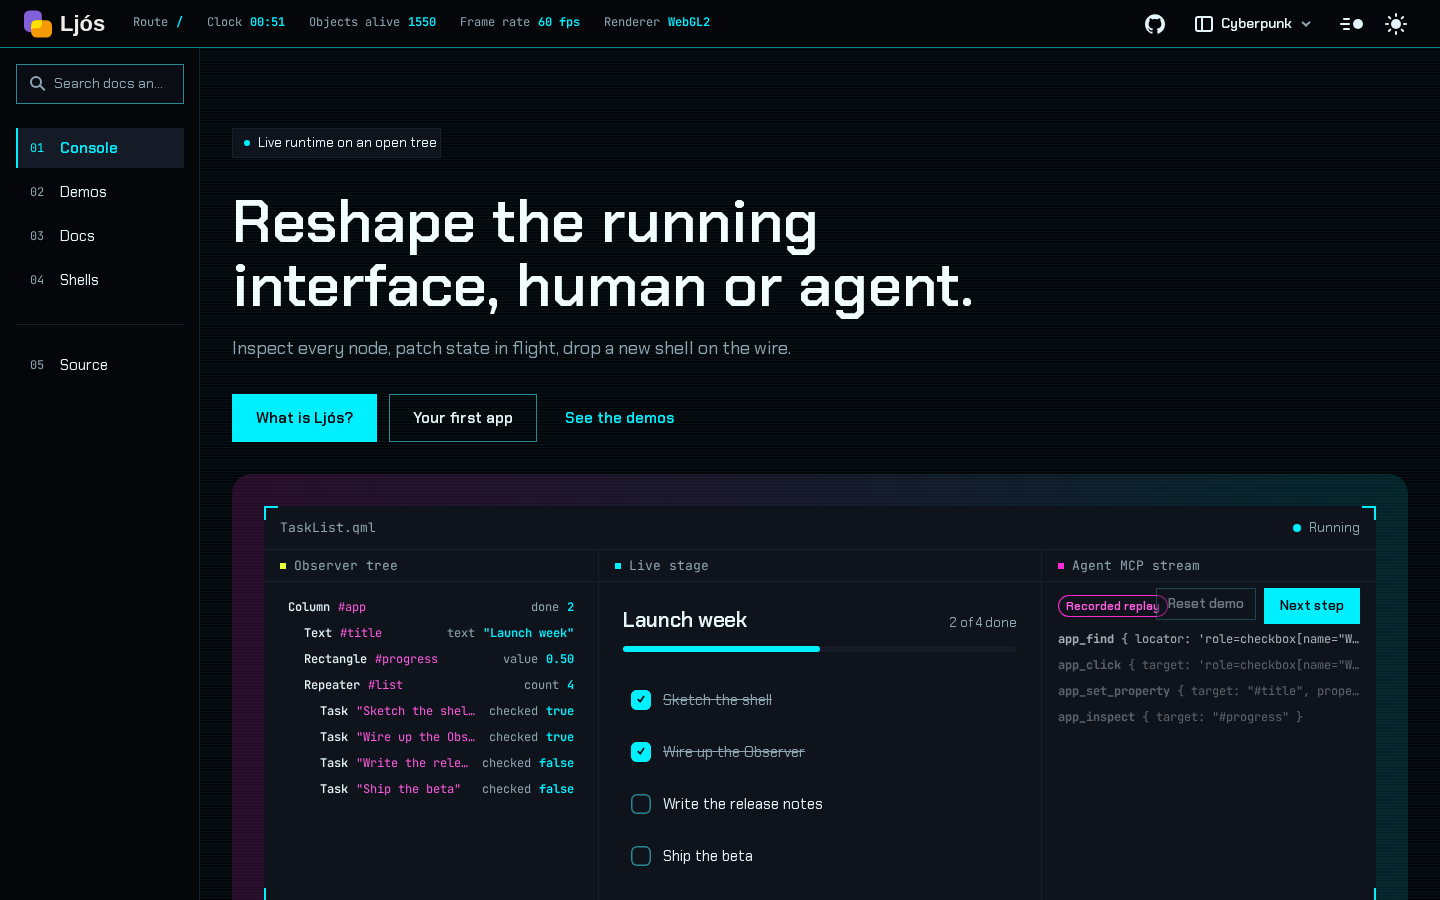 Ljós
Route /
Clock 00:51
Objects alive 1550
Frame rate 60 fps
Renderer WebGL2
Cyberpunk
Search docs an…
01 Console
02 Demos
03 Docs
04 Shells
05 Source
Live runtime on an open tree
Reshape the running
interface, human or agent.
Inspect every node, patch state in flight, drop a new shell on the wire.
What is Ljós?
Your first app
See the demos
TaskList.qml
Running
Observer tree
Column #app done 2
Text #title text "Launch week"
Rectangle #progress value 0.50
Repeater #list count 4
Task "Sketch the shel… checked true
Task "Wire up the Obs… checked true
Task "Write the rele… checked false
Task "Ship the beta" checked false
Live stage
Launch week
2 of 4 done
Sketch the shell
Wire up the Observer
Write the release notes
Ship the beta
Agent MCP stream
Recorded replay
Reset demo
Next step
app_find { locator: 'role=checkbox[name="W…
app_click { target: 'role=checkbox[name="W…
app_set_property { target: "#title", prope…
app_inspect { target: "#progress" }